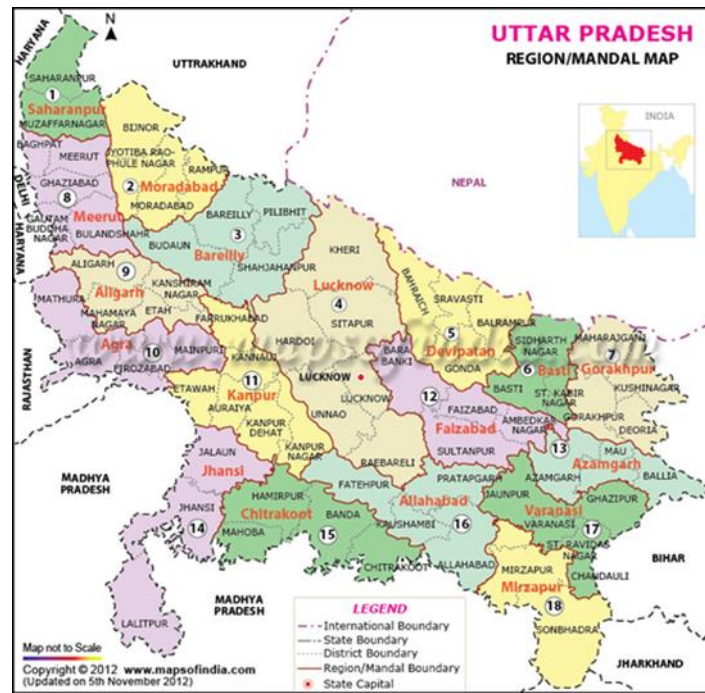 UTTAR PRADESH
REGION/MANDAL MAP
N
HARYANA
UTTRAKHAND
INDIA
NEPAL
SAHARANPUR
1
Saharanpur
MUZAFFARNAGAR
BAGHPAT
MEERUT
BIJNOR
JYOTIBA RAO-
PHULE NAGAR
RAMPUR
2
Moradabad
MORADABAD
DELHI
GHAZIABAD
8
Meerut
GAUTAM
BUDDHA-
NAGAR
BULANDSHAHR
HARYANA
BAREILLY
PILIBHIT
3
BUDAUN
Bareilly
SHAHJAHANPUR
KHERI
ALIGARH
9
Aligarh
KANSHIRAM
NAGAR
MAHAMAYA
NAGAR
ETAH
MATHURA
Lucknow
4
SITAPUR
HARDOI
LUCKNOW
LUCKNOW
UNNAO
RAEBARELI
BAHRAICH
SRAVASTI
BALRAMPUR
5
Devipatan
GONDA
SIDHARTH
NAGAR
6
Basti
BASTI
ST. KABIR
NAGAR
MAHARAJGANJ
7
Gorakhpur
KUSHINAGAR
GORAKHPUR
DEORIA
Agra
10
AGRA
FIROZABAD
MAINPURI
RAJASTHAN
FARRUKHABAD
KANNAUJ
11
Kanpur
ETAWAH
AURAIYA
KANPUR
DEHAT
KANPUR
NAGAR
BARA
BANKI
12
FAIZABAD
Faizabad
AMBEDKAR
NAGAR
SULTANPUR
13
MAU
Azamgarh
AZAMGARH
BALLIA
MADHYA
PRADESH
JALAUN
Jhansi
JHANSI
14
LALITPUR
HAMIRPUR
Chitrakoot
MAHOBA
BANDA
15
CHITRAKOOT
FATEHPUR
PRATAPGARH
Allahabad
KAUSHAMBI
16
ALLAHABAD
JAUNPUR
GHAZIPUR
Varanasi
VARANASI
17
ST. RAVIDAS
NAGAR
CHANDAULI
MIRZAPUR
Mirzapur
18
SONBHADRA
BIHAR
JHARKHAND
MADHYA
PRADESH
LEGEND
International Boundary
State Boundary
District Boundary
Region/Mandal Boundary
State Capital
Map not to Scale
Copyright © 2012 www.mapsofindia.com
(Updated on 5th November 2012)